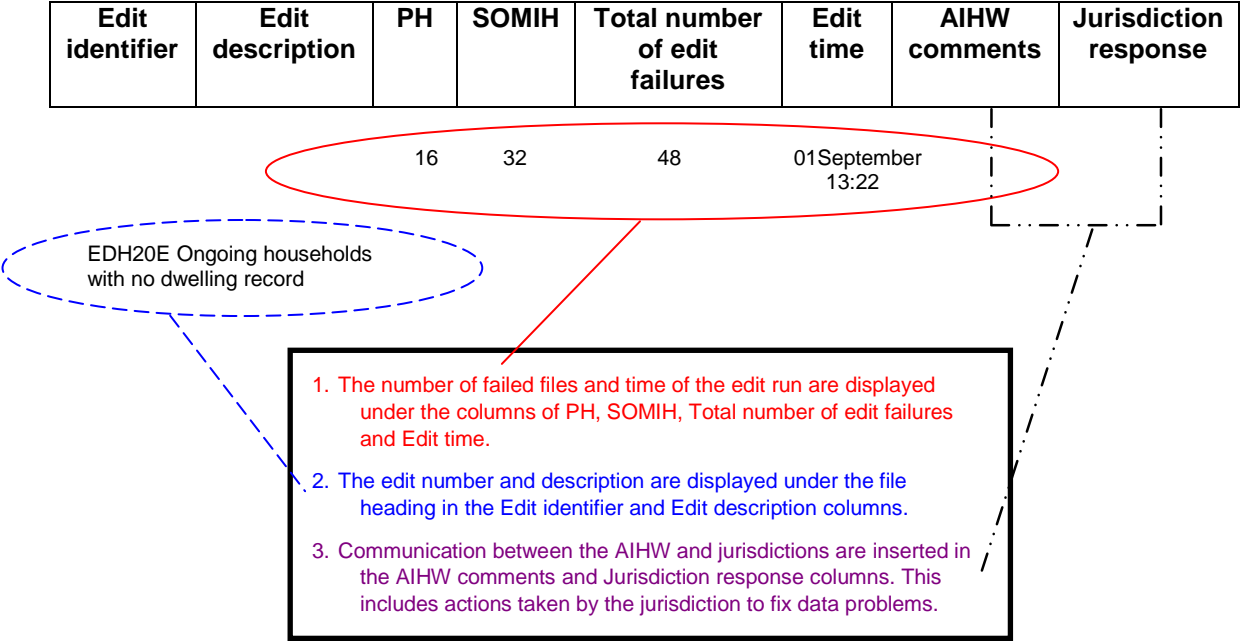 Edit identifier
Edit description
PH
SOMIH
Total number of edit failures
Edit time
AIHW comments
Jurisdiction response
16 32 48 01September
13:22
EDH20E Ongoing households
with no dwelling record
1. The number of failed files and time of the edit run are displayed
under the columns of PH, SOMIH, Total number of edit failures
and Edit time.
2. The edit number and description are displayed under the file
heading in the Edit identifier and Edit description columns.
3. Communication between the AIHW and jurisdictions are inserted in
the AIHW comments and Jurisdiction response columns. This
includes actions taken by the jurisdiction to fix data problems.